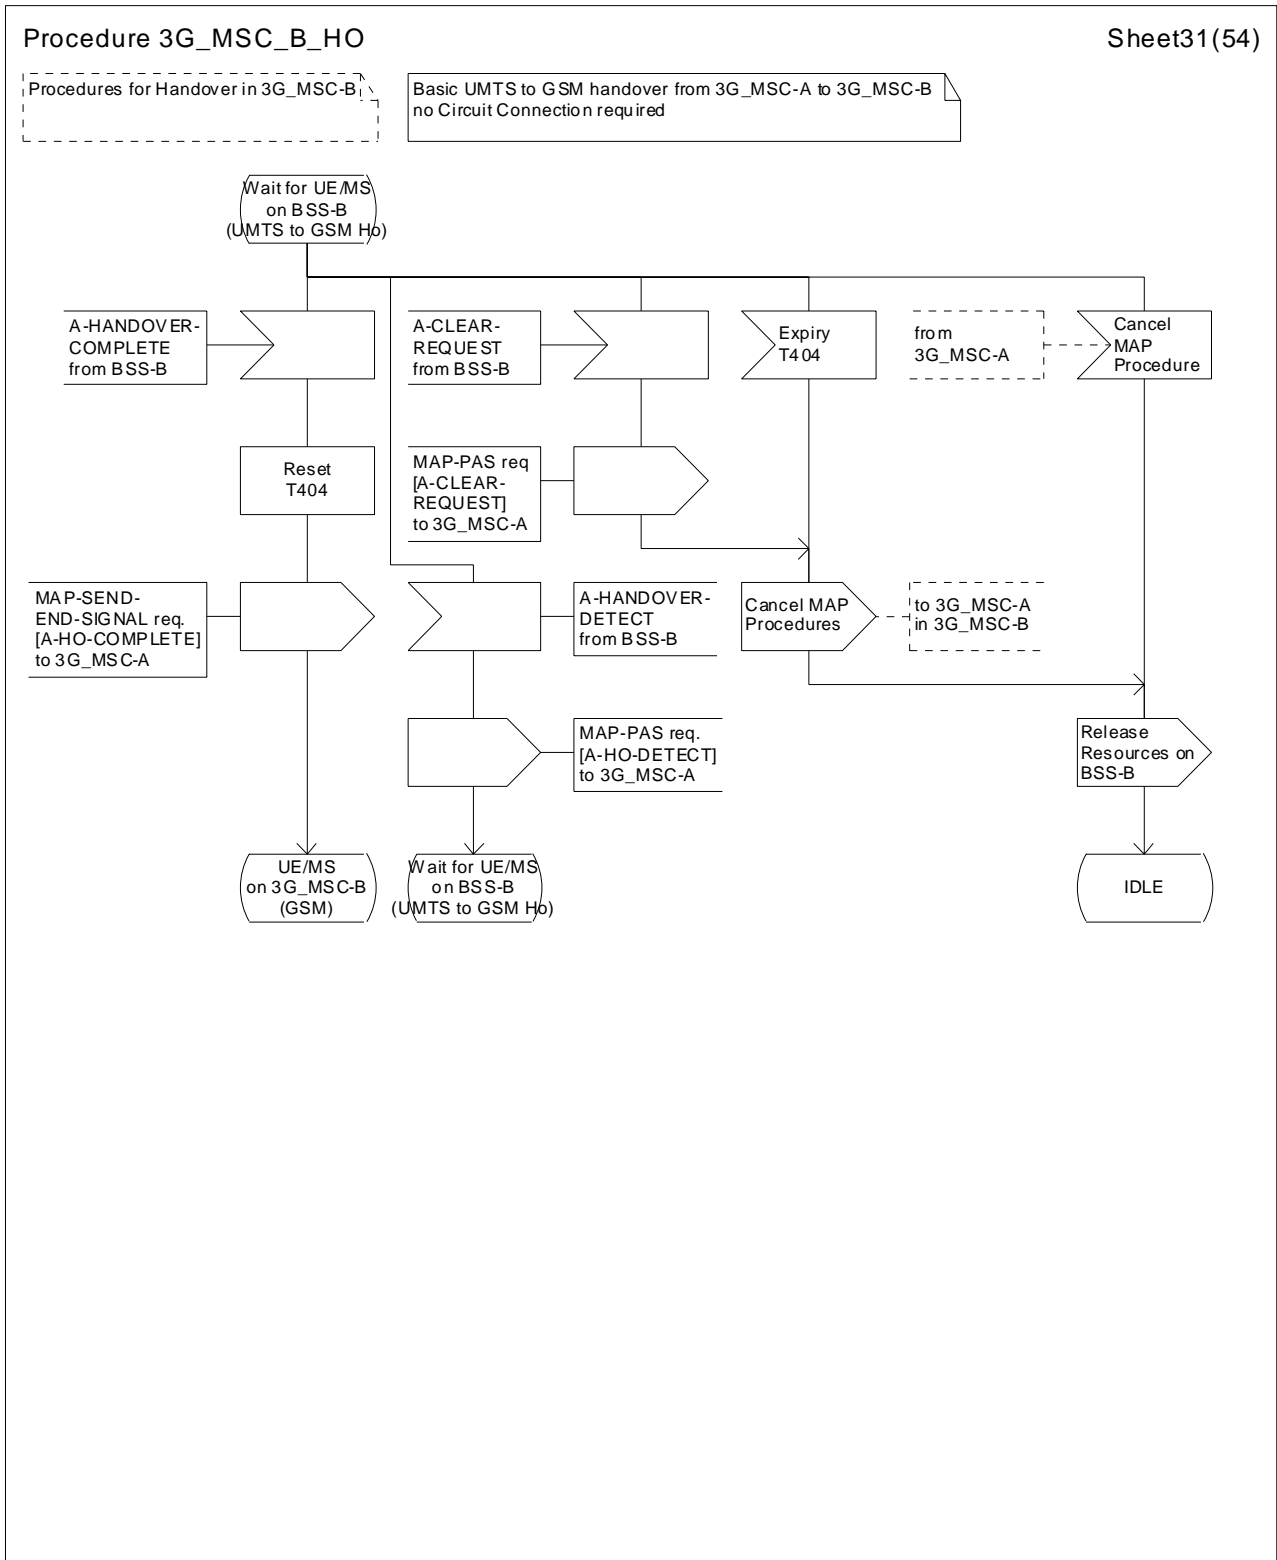 Procedure 3G_MSC_B_HO
Sheet31(54)
Procedures for Handover in 3G_MSC-B
Basic UMTS to GSM handover from 3G_MSC-A to 3G_MSC-B
no Circuit Connection required
Wait for UE/MS
on BSS-B
(UMTS to GSM Ho)
A-HANDOVER-
COMPLETE
from BSS-B
A-CLEAR-
REQUEST
from BSS-B
Expiry
T404
from
3G_MSC-A
Cancel
MAP
Procedure
Reset
T404
MAP-PAS req
[A-CLEAR-
REQUEST]
to 3G_MSC-A
MAP-SEND-
END-SIGNAL req.
[A-HO-COMPLETE]
to 3G_MSC-A
A-HANDOVER-
DETECT
from BSS-B
Cancel MAP
Procedures
to 3G_MSC-A
in 3G_MSC-B
MAP-PAS req.
[A-HO-DETECT]
to 3G_MSC-A
Release
Resources on
BSS-B
UE/MS
on 3G_MSC-B
(GSM)
Wait for UE/MS
on BSS-B
(UMTS to GSM Ho)
IDLE